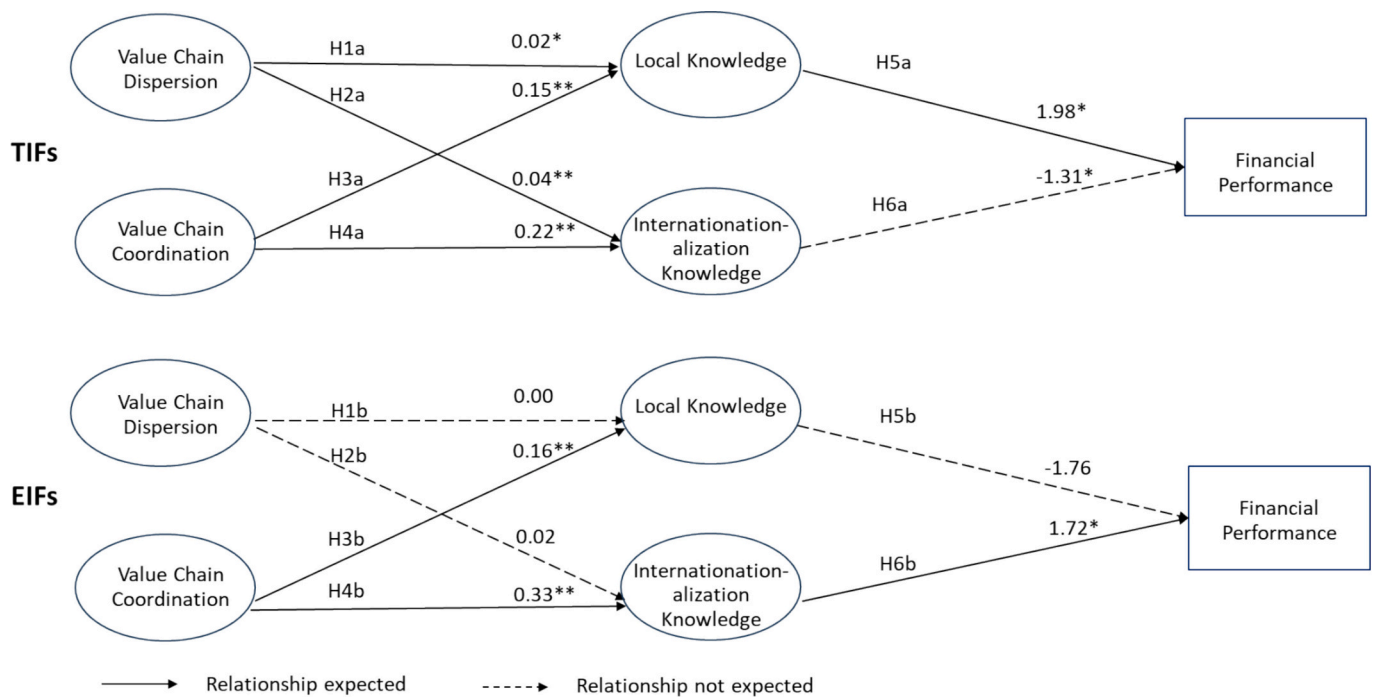 TIFs
Value Chain
Dispersion
Value Chain
Coordination
H1a
0.02*
H2a
0.15**
H3a
0.04**
H4a
0.22**
Local Knowledge
Internationation-
alization
Knowledge
H5a
1.98*
-1.31*
H6a
Financial
Performance
EIFs
Value Chain
Dispersion
Value Chain
Coordination
H1b
0.00
H2b
0.16**
H3b
0.02
H4b
0.33**
Local Knowledge
Internationation-
alization
Knowledge
H5b
-1.76
1.72*
H6b
Financial
Performance
Relationship expected
Relationship not expected